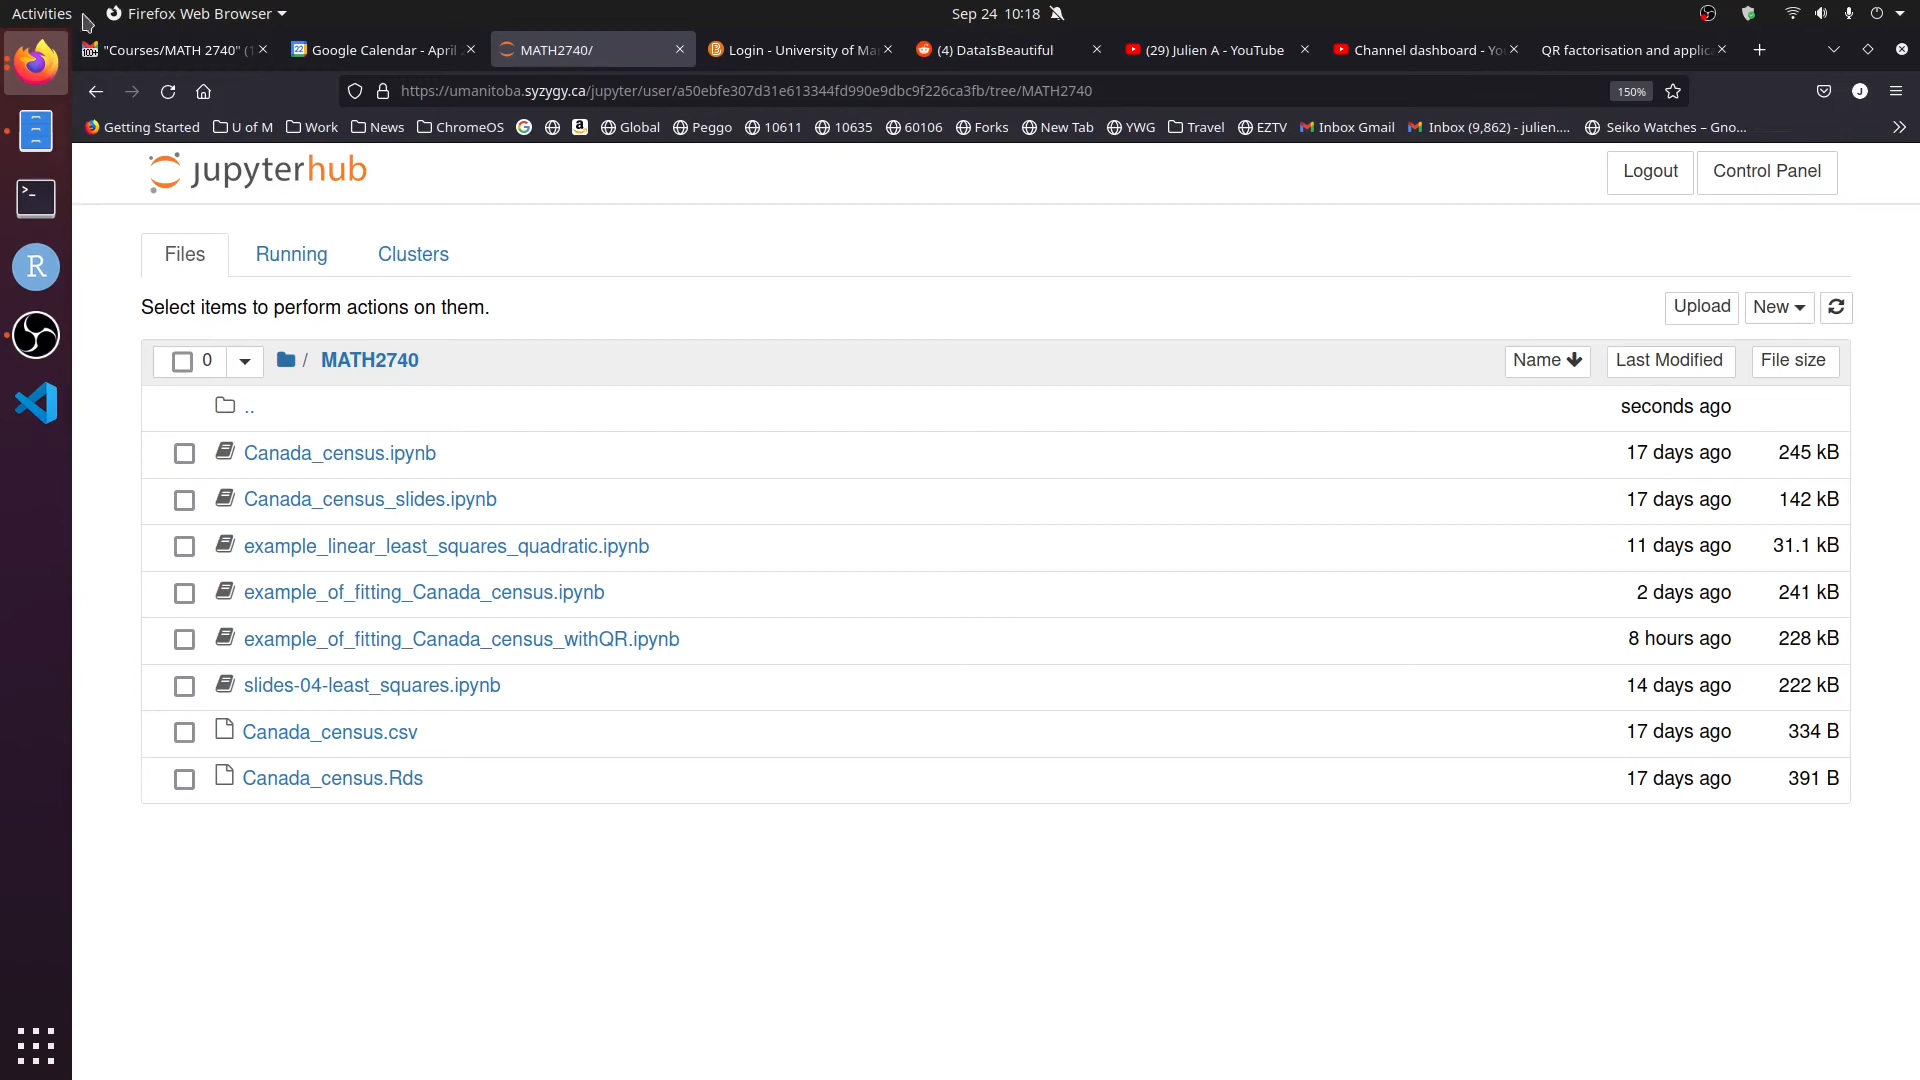 Activities Firefox Web Browser Sep 24 10:18
"Courses/MATH 2740" (1 Google Calendar - April MATH2740/ Login - University of Ma (4) DataIsBeautiful (29) Julien A - YouTube Channel dashboard - Yo QR factorisation and applic
https://umanitoba.syzygy.ca/jupyter/user/a50ebfe307d31e613344fd990e9dbc9f226ca3fb/tree/MATH2740 150% J
Getting Started U of M Work News ChromeOS Global Peggo 10611 10635 60106 Forks New Tab YWG Travel EZTV Inbox Gmail Inbox (9,862) - julien.... Seiko Watches – Gno...
jupyterhub Logout Control Panel
Files Running Clusters
Select items to perform actions on them. Upload New
0 / MATH2740 Name Last Modified File size
.. seconds ago
Canada_census.ipynb 17 days ago 245 kB
Canada_census_slides.ipynb 17 days ago 142 kB
example_linear_least_squares_quadratic.ipynb 11 days ago 31.1 kB
example_of_fitting_Canada_census.ipynb 2 days ago 241 kB
example_of_fitting_Canada_census_withQR.ipynb 8 hours ago 228 kB
slides-04-least_squares.ipynb 14 days ago 222 kB
Canada_census.csv 17 days ago 334 B
Canada_census.Rds 17 days ago 391 B